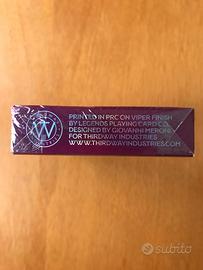 PRINTED IN PRC ON VIPER FINISH
BY LEGENDS PLAYING CARD CO.
DESIGNED BY GIOVANNI MERONI
FOR THIRDWAY INDUSTRIES
WWW.THIRDWAYINDUSTRIES.COM
subito